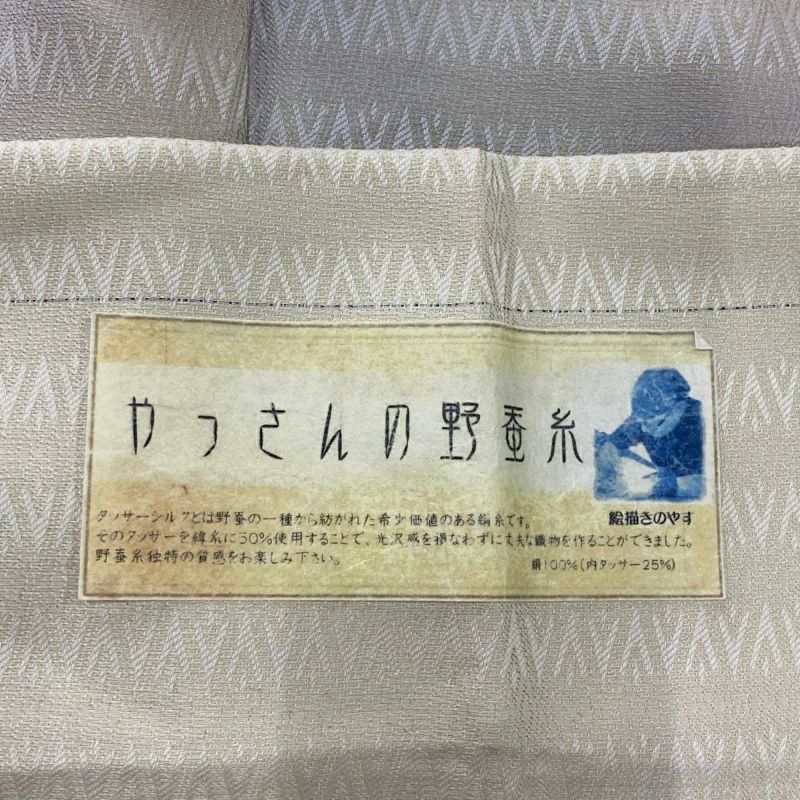 やっさんの野蚕糸
絵描きのやす
タッサーシルクとは野蚕の一種から紡がれた希少価値のある絹糸です。
そのタッサーを緯糸に50%使用することで、光沢感を損なわずに丈夫な織物を作ることができました。
野蚕糸独特の質感をお楽しみ下さい。
絹100%(内タッサー25%)